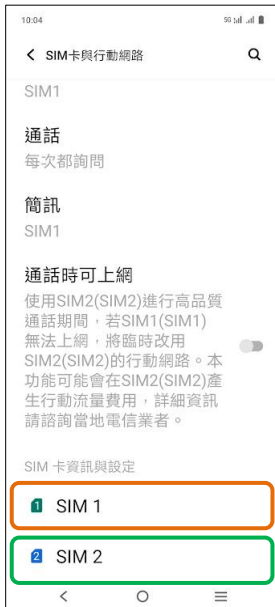 10:04
5G
SIM卡與行動網路
SIM1
通話
每次都詢問
簡訊
SIM1
通話時可上網
使用SIM2(SIM2)進行高品質
通話期間，若SIM1(SIM1)
無法上網，將臨時改用
SIM2(SIM2)的行動網路。本
功能可能會在SIM2(SIM2)產
生行動流量費用，詳細資訊
請諮詢當地電信業者。
SIM 卡資訊與設定
1 SIM 1
2 SIM 2